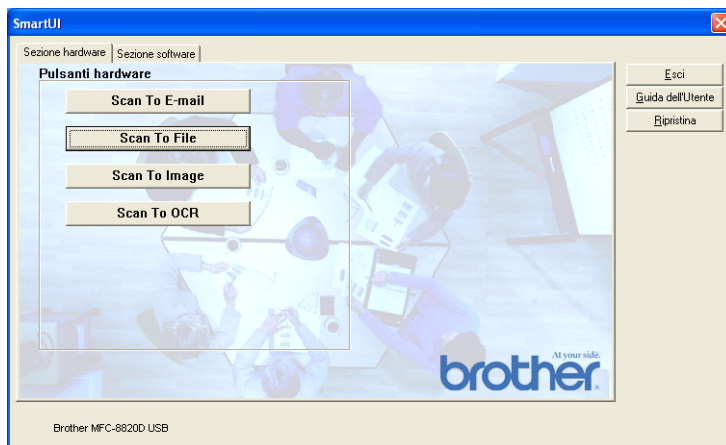 SmartUI
Sezione hardware
Sezione software
Pulsanti hardware
Scan To E-mail
Scan To File
Scan To Image
Scan To OCR
Esci
Guida dell'Utente
Ripristina
At your side.
brother
Brother MFC-8820D USB